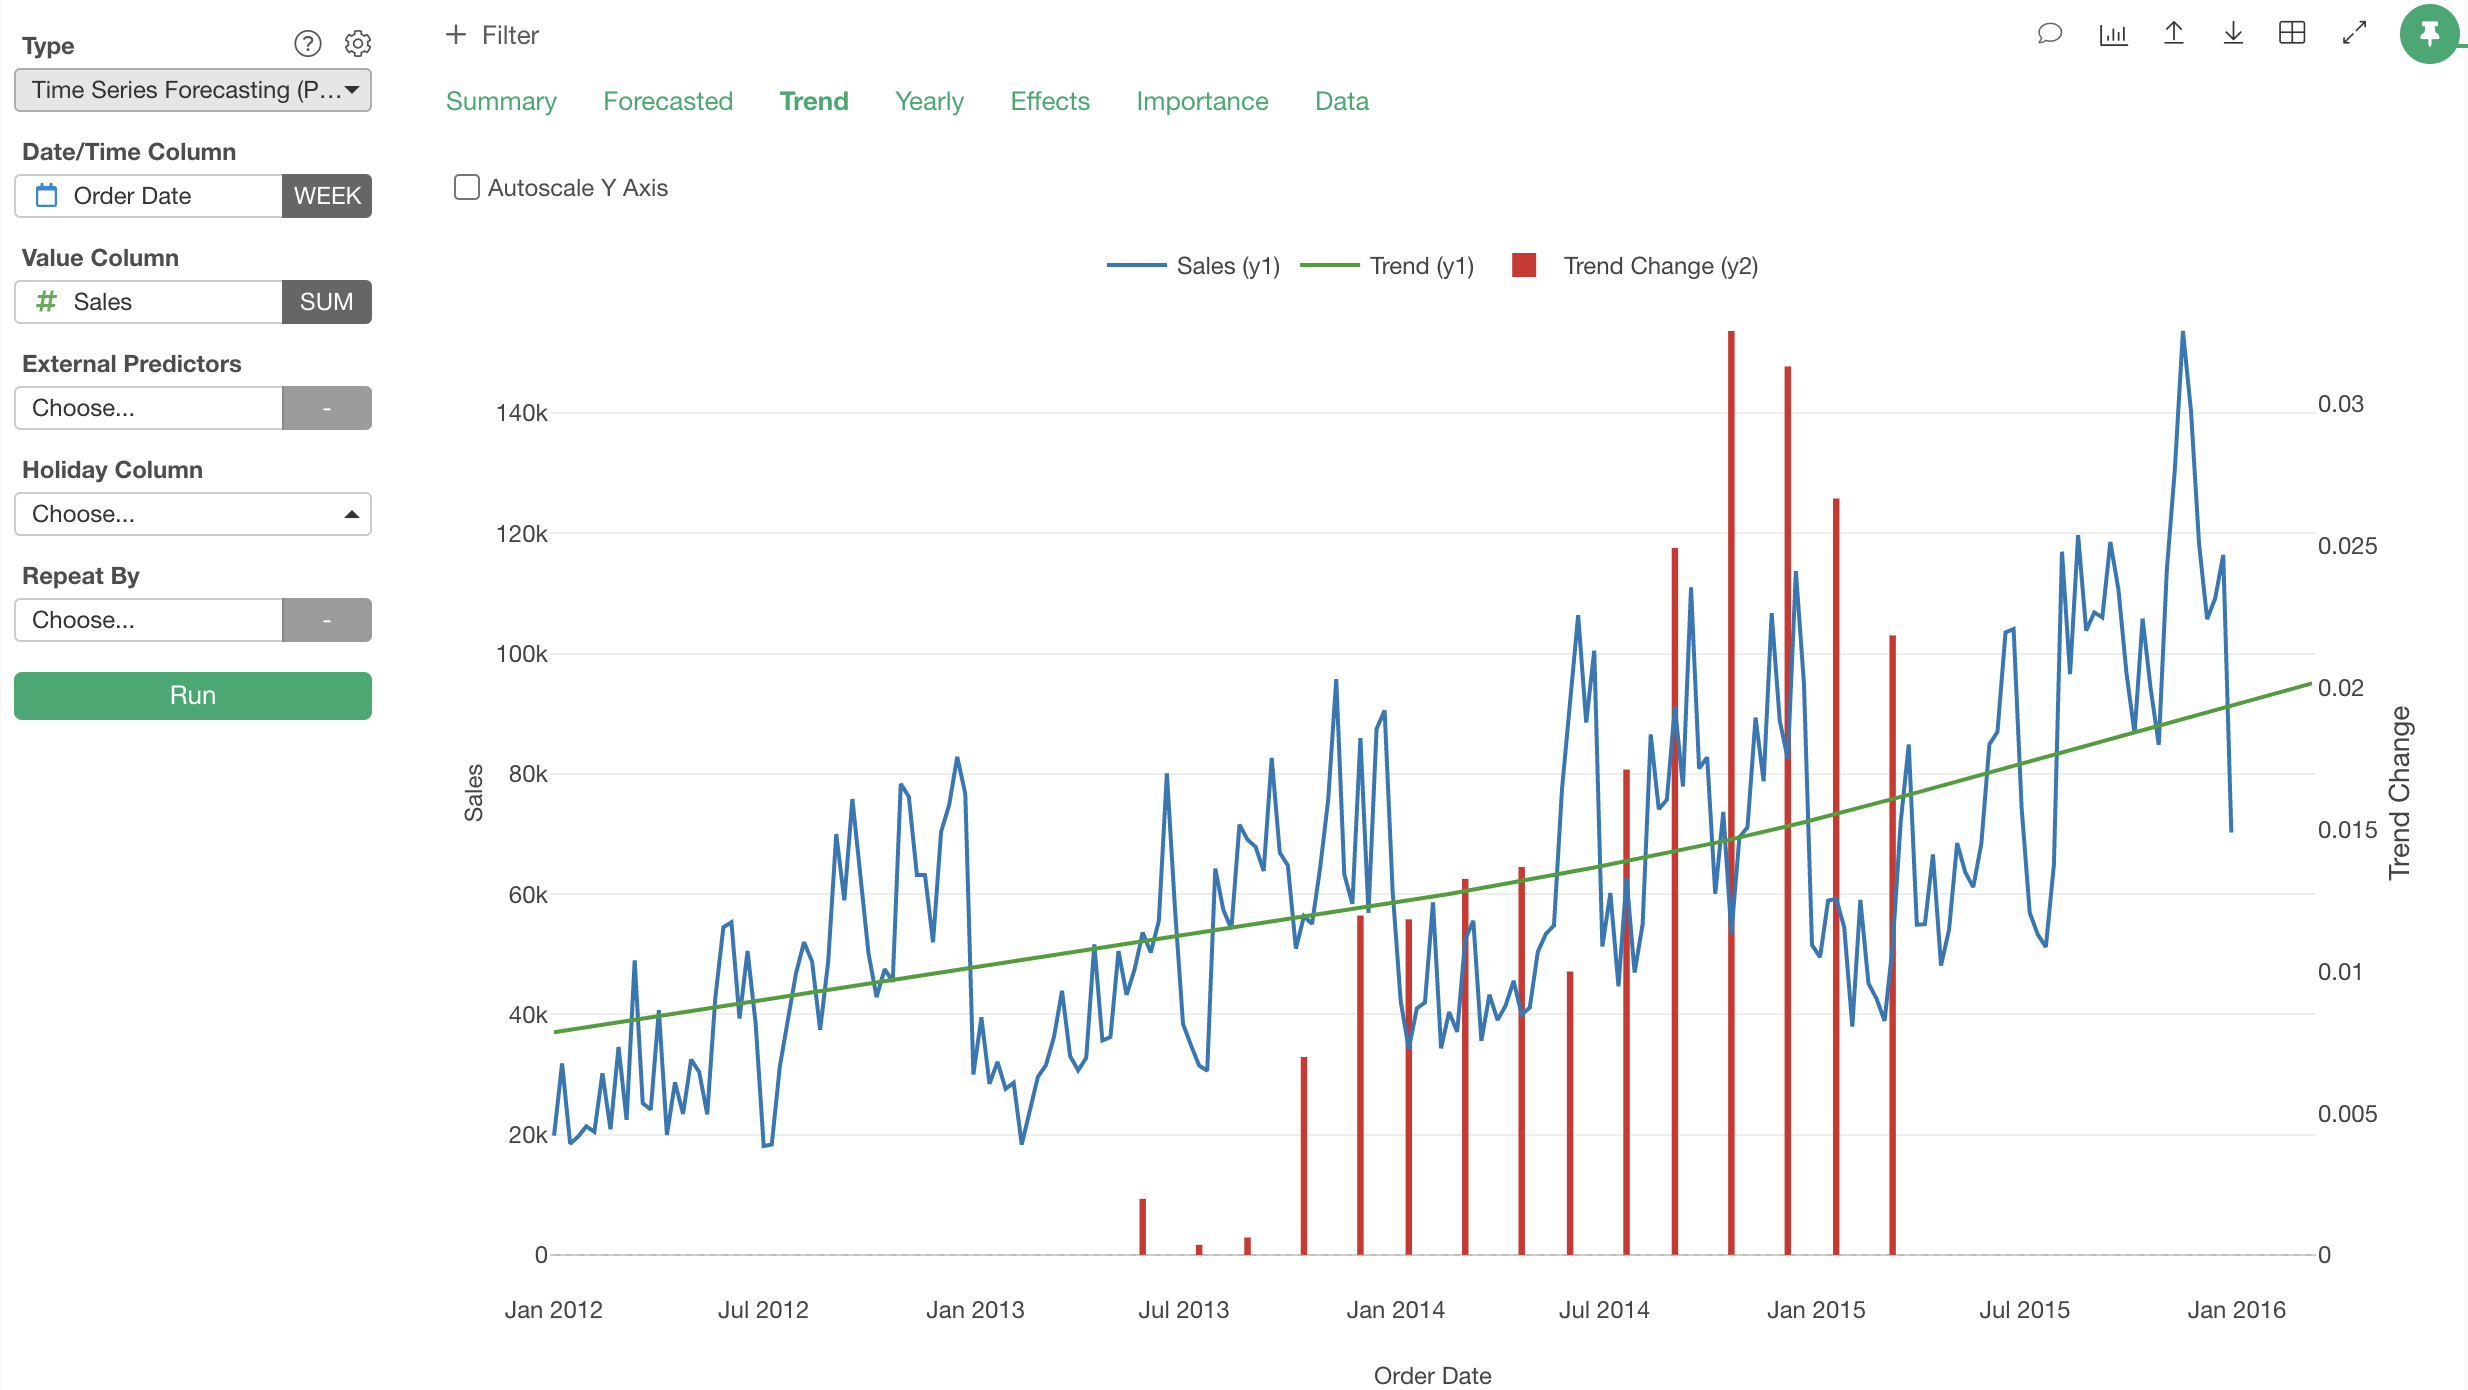 Type
Time Series Forecasting (P...
Date/Time Column
Order Date
WEEK
Value Column
Sales
SUM
External Predictors
Choose...
-
Holiday Column
Choose...
Repeat By
Choose...
-
Run
Filter
Summary
Forecasted
Trend
Yearly
Effects
Importance
Data
Autoscale Y Axis
Sales (y1)
Trend (y1)
Trend Change (y2)
140k
120k
100k
80k
60k
40k
20k
0
Sales
0.03
0.025
0.02
0.015
0.01
0.005
0
Trend Change
Jan 2012
Jul 2012
Jan 2013
Jul 2013
Jan 2014
Jul 2014
Jan 2015
Jul 2015
Jan 2016
Order Date